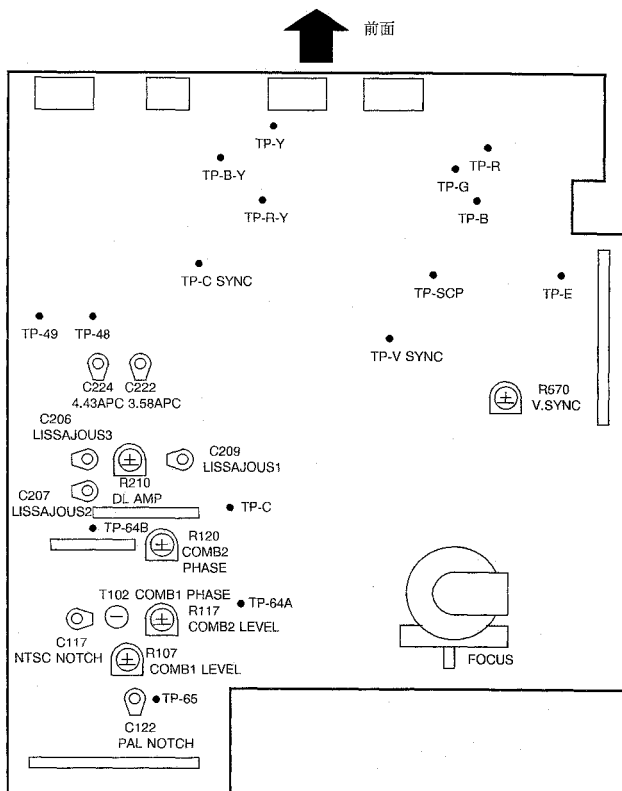 前面
TP-Y
TP-R
TP-B-Y
TP-G
TP-R-Y
TP-B
TP-C SYNC
TP-SCP
TP-E
TP-49
TP-48
TP-V SYNC
C224
C222
4.43APC
3.58APC
R670
V.SYNC
C206
LISSAJOUS3
C209
LISSAJOUS1
R210
DL AMP
C207
LISSAJOUS2
TP-C
TP-64B
R120
COMB2
PHASE
T102 COMB1 PHASE
TP-64A
R117
COMB2 LEVEL
C117
NTSC NOTCH
R107
COMB1 LEVEL
FOCUS
TP-65
C122
PAL NOTCH